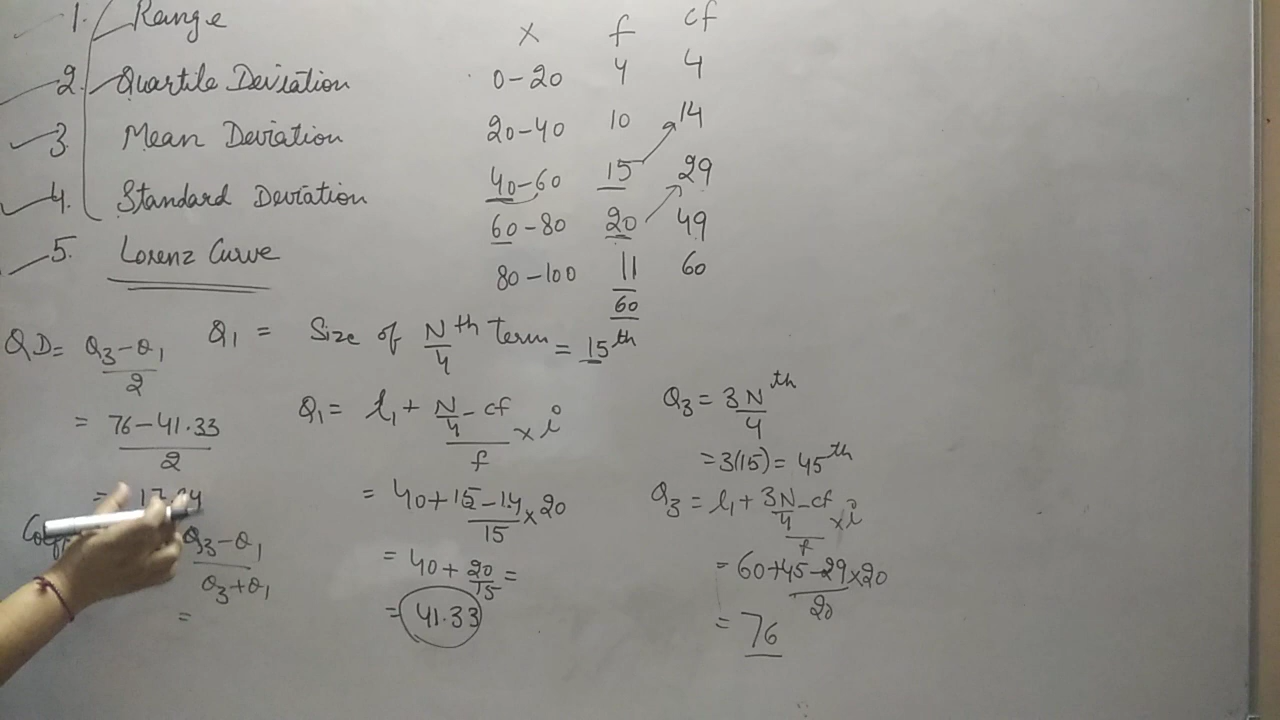 1. Range
2. Quartile Deviation
3. Mean Deviation
4. Standard Deviation
5. Lorenz Curve
x f cf
0-20 4 4
20-40 10 14
40-60 15 29
60-80 20 49
80-100 11 60
60
QD = Q3-Q1 / 2
= 76-41.33 / 2
Q3-Q1 / Q3+Q1
=
Q1 = Size of N/4 th term = 15th
Q1 = l1 + N/4 - cf / f × i
= 40+15-14 / 15 × 20
= 40 + 20/15 =
= 41.33
Q3 = 3N/4 th
= 3(15) = 45th
Q3 = l1 + 3N/4 - cf / f × i
= 60+45-29 / 20 × 20
= 76